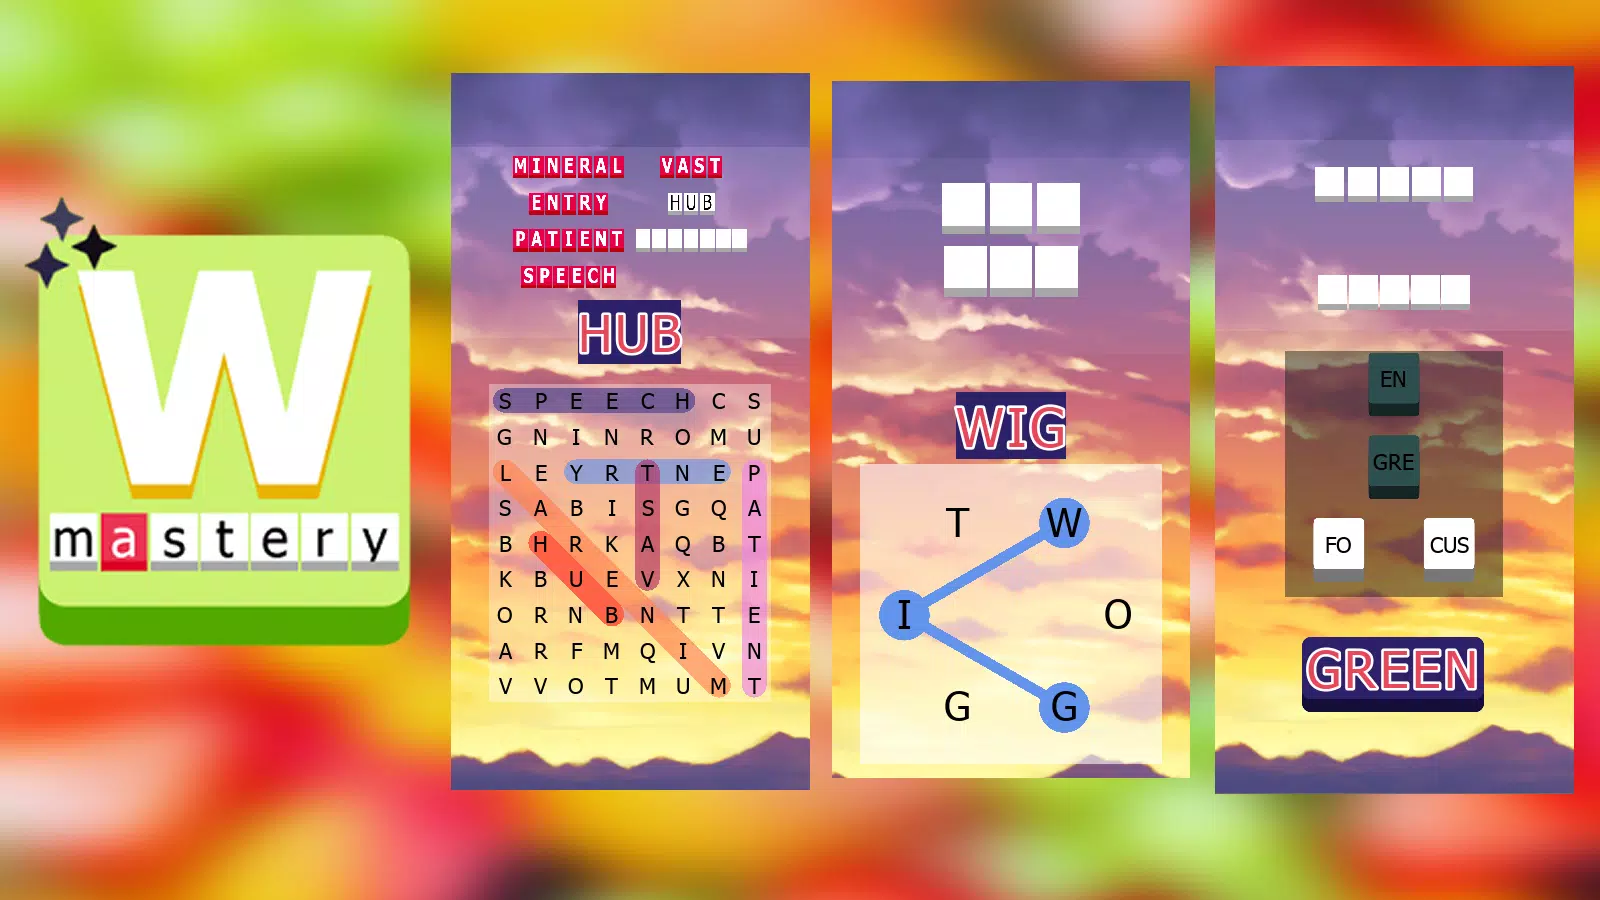 W
mastery
MINERAL VAST
ENTRY HUB
PATIENT
SPEECH
HUB
S P E E C H C S
G N I N R O M U
L E Y R T N E P
S A B I S G Q A
B H R K A Q B T
K B U E V X N I
O R N B N T T E
A R F M Q I V N
V V O T M U M T
WIG
T W
I O
G G
EN
GRE
FO CUS
GREEN